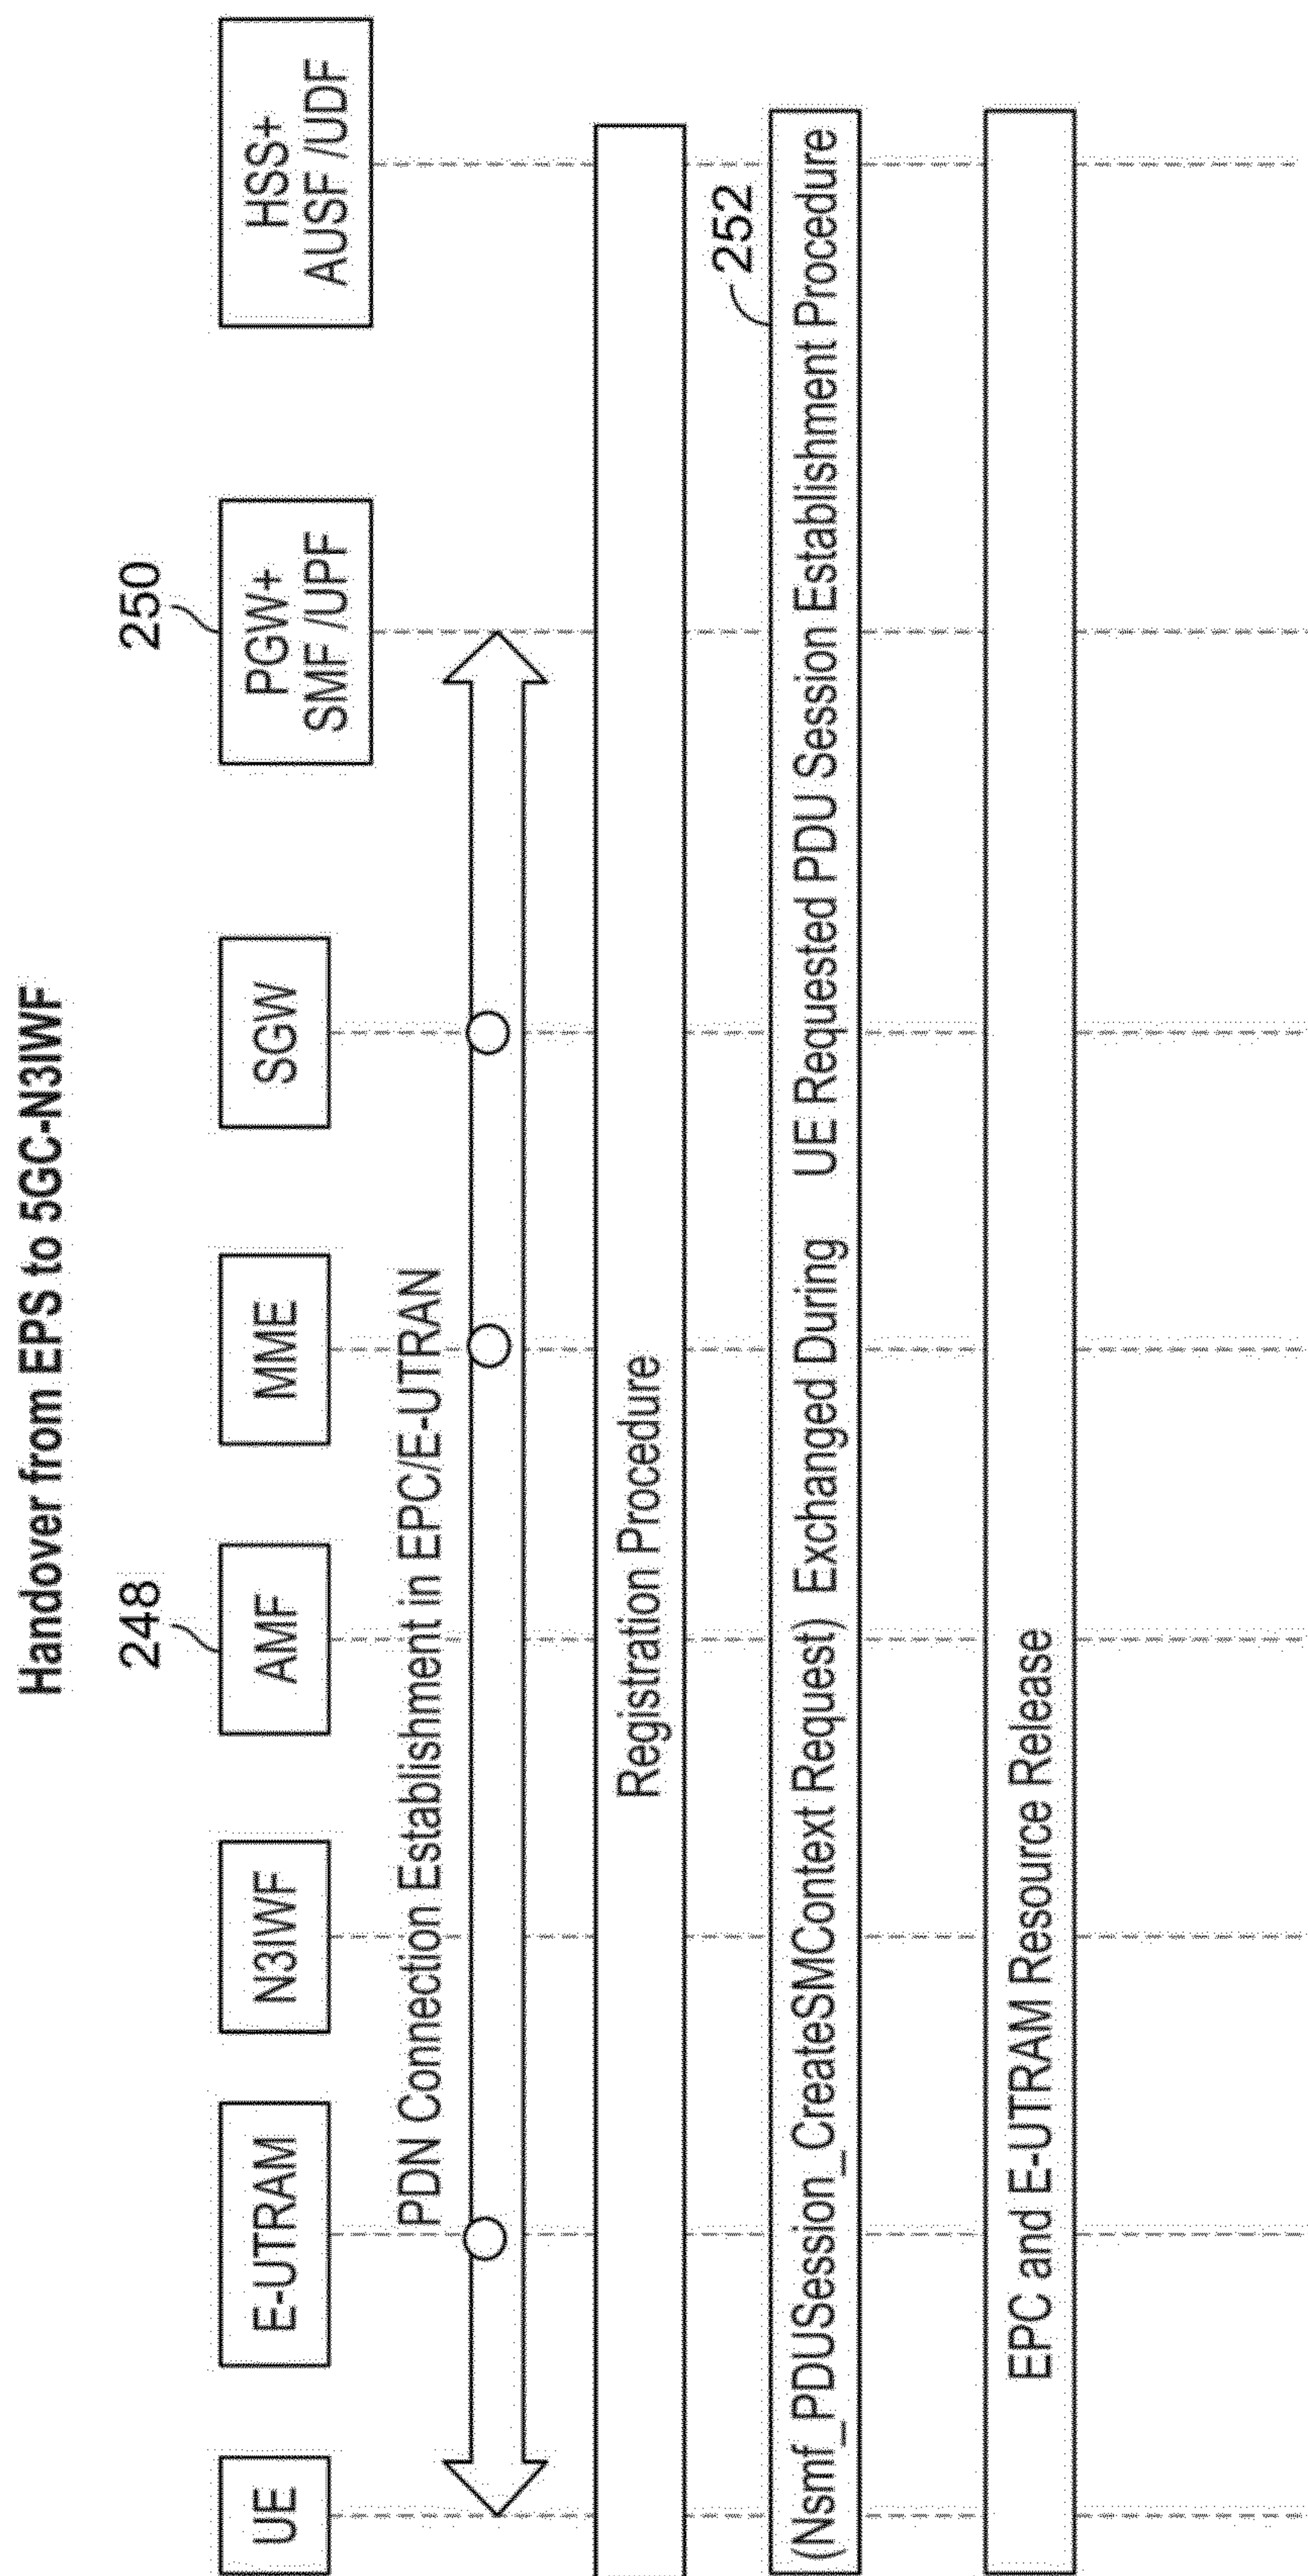 Handover from EPS to 5GC-N3IWF
248
250
UE
E-UTRAM
N3IWF
AMF
MME
SGW
PGW+
SMF /UPF
HSS+
AUSF /UDF
PDN Connection Establishment in EPC/E-UTRAN
Registration Procedure
252
(Nsmf_PDUSession_CreateSMContext Request) Exchanged During UE Requested PDU Session Establishment Procedure
EPC and E-UTRAM Resource Release